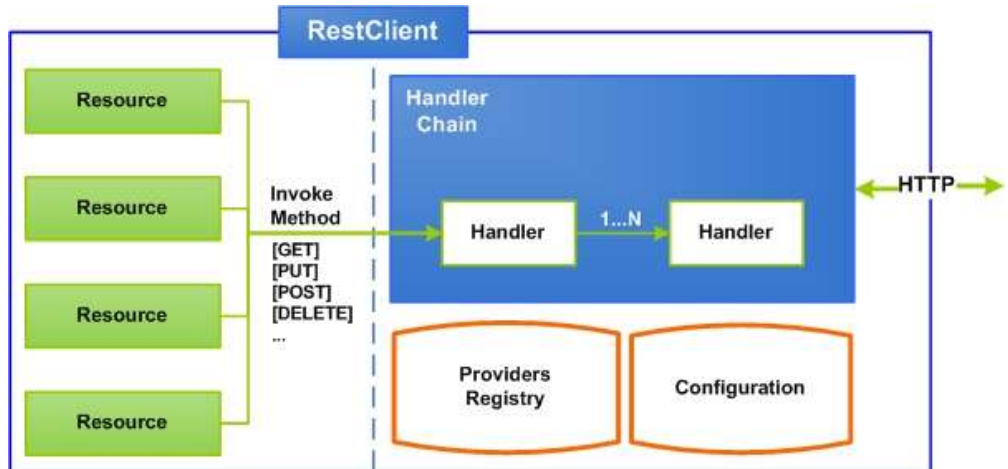 RestClient
Resource
Resource
Resource
Resource
Invoke
Method
[GET]
[PUT]
[POST]
[DELETE]
...
Handler
Chain
Handler
1...N
Handler
HTTP
Providers
Registry
Configuration